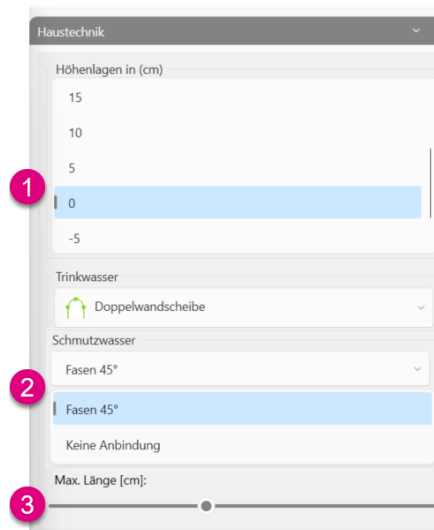 Haustechnik
Höhenlagen in (cm)
15
10
5
1
0
-5
Trinkwasser
Doppelwandscheibe
Schmutzwasser
Fasen 45°
2
Fasen 45°
Keine Anbindung
Max. Länge [cm]:
3